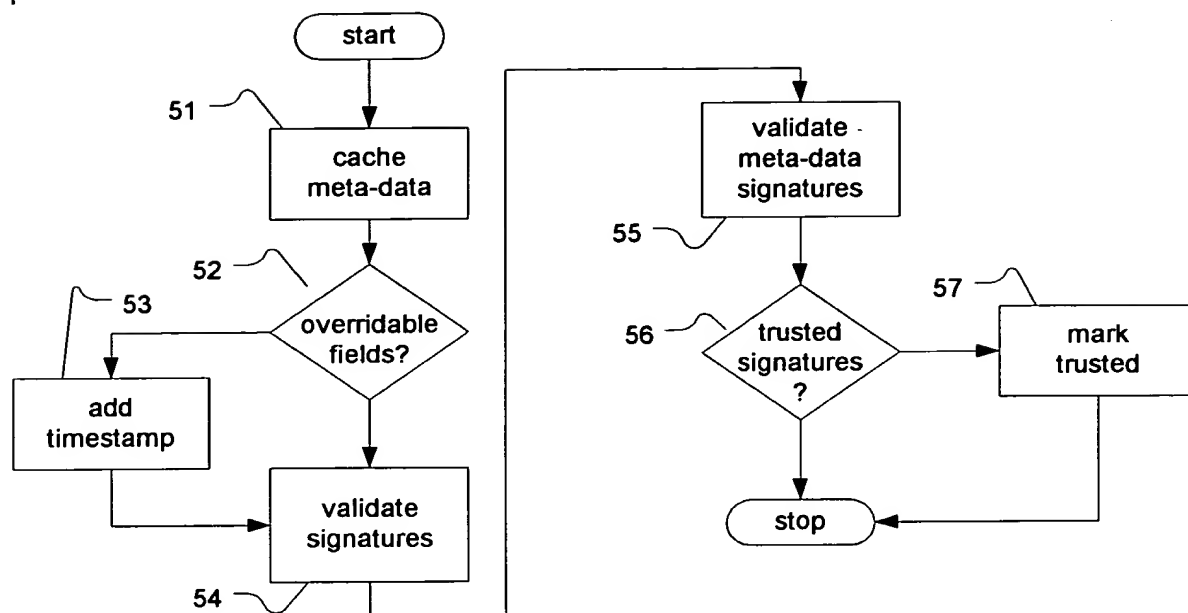 start
51
cache
meta-data
52
53
overridable
fields?
add
timestamp
validate
signatures
54
validate
meta-data
signatures
55
56
trusted
signatures
?
57
mark
trusted
stop